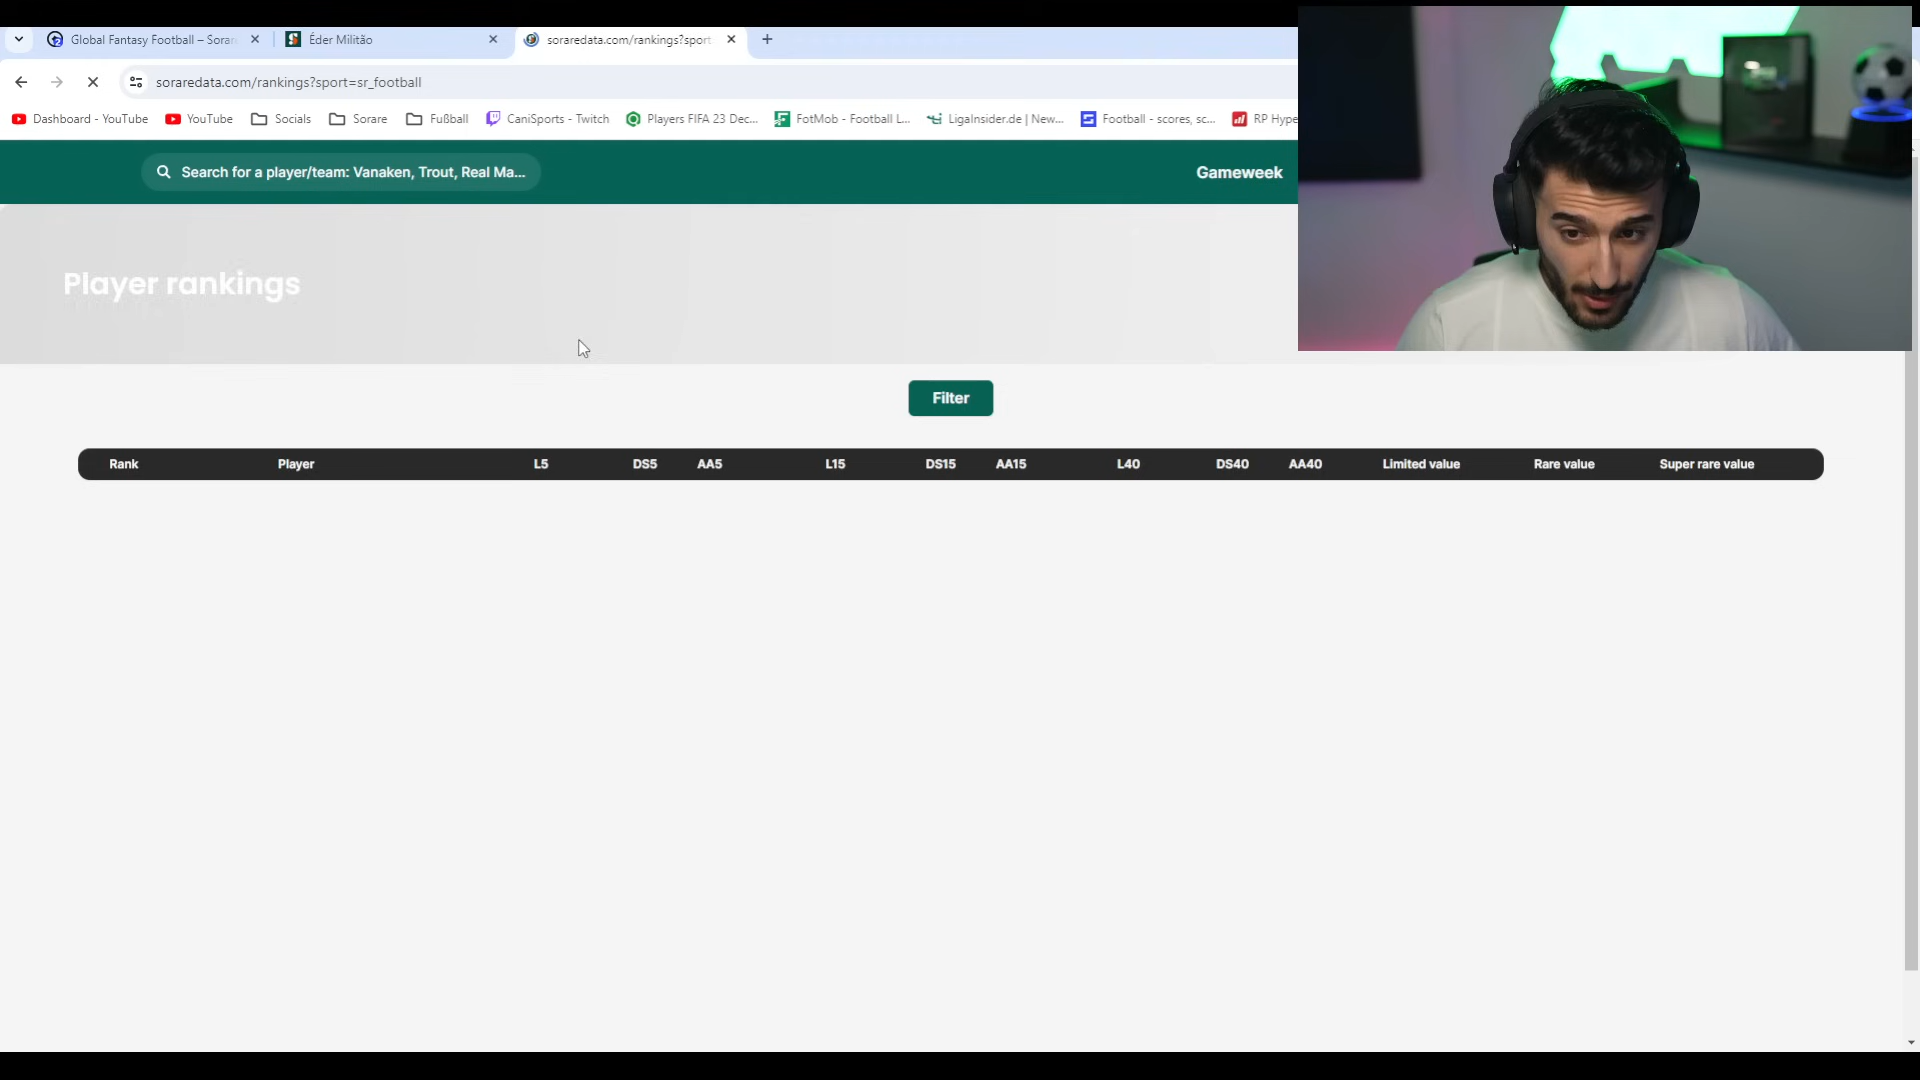 Global Fantasy Football – Sorar
Éder Militão
soraredata.com/rankings?sport
soraredata.com/rankings?sport=sr_football
Dashboard - YouTube
YouTube
Socials
Sorare
Fußball
CaniSports - Twitch
Players FIFA 23 Dec...
FotMob - Football L...
LigaInsider.de | New...
Football - scores, sc...
RP Hype
Search for a player/team: Vanaken, Trout, Real Ma...
Gameweek
Player rankings
Filter
Rank Player L5 DS5 AA5 L15 DS15 AA15 L40 DS40 AA40 Limited value Rare value Super rare value